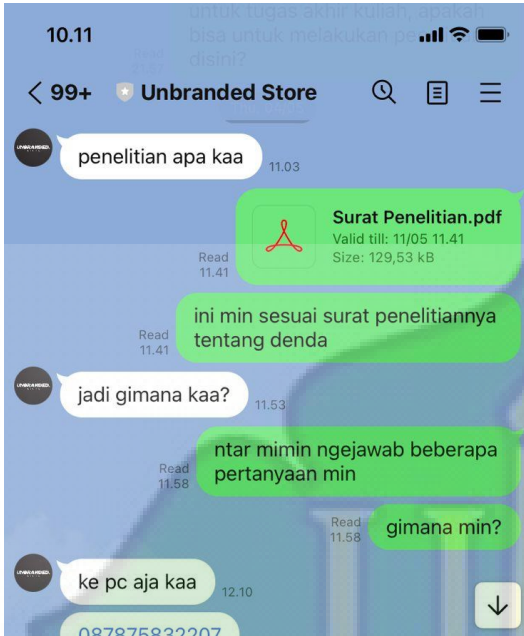 untuk tugas akhir kuliah, apakah
10.11
bisa untuk melakukan
disini?
99+ Unbranded Store
UNBRANDED.
penelitian apa kaa
11.03
Surat Penelitian.pdf
Valid till: 11/05 11.41
Size: 129,53 kB
Read
11.41
ini min sesuai surat penelitiannya
tentang denda
Read
11.41
UNBRANDED.
jadi gimana kaa?
11.53
ntar mimin ngejawab beberapa
pertanyaan min
Read
11.58
gimana min?
Read
11.58
UNBRANDED.
ke pc aja kaa
12.10
087875832207